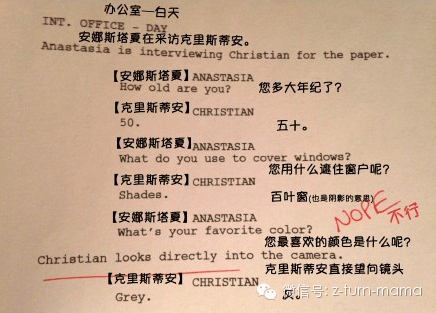 办公室—白天
INT. OFFICE - DAY
安娜斯塔夏在采访克里斯蒂安。
Anastasia is interviewing Christian for the paper.
【安娜斯塔夏】ANASTASIA
How old are you? 您多大年纪了？
【克里斯蒂安】CHRISTIAN
50. 五十。
【安娜斯塔夏】ANASTASIA
What do you use to cover windows?
您用什么遮住窗户呢？
【克里斯蒂安】CHRISTIAN
Shades. 百叶窗(也是阴影的意思)
NOPE 不行
【安娜斯塔夏】ANASTASIA
What's your favorite color?
您最喜欢的颜色是什么呢？
Christian looks directly into the camera.
克里斯蒂安直接望向镜头
【克里斯蒂安】CHRISTIAN
Grey. 灰。
微信号: z-tum-mama